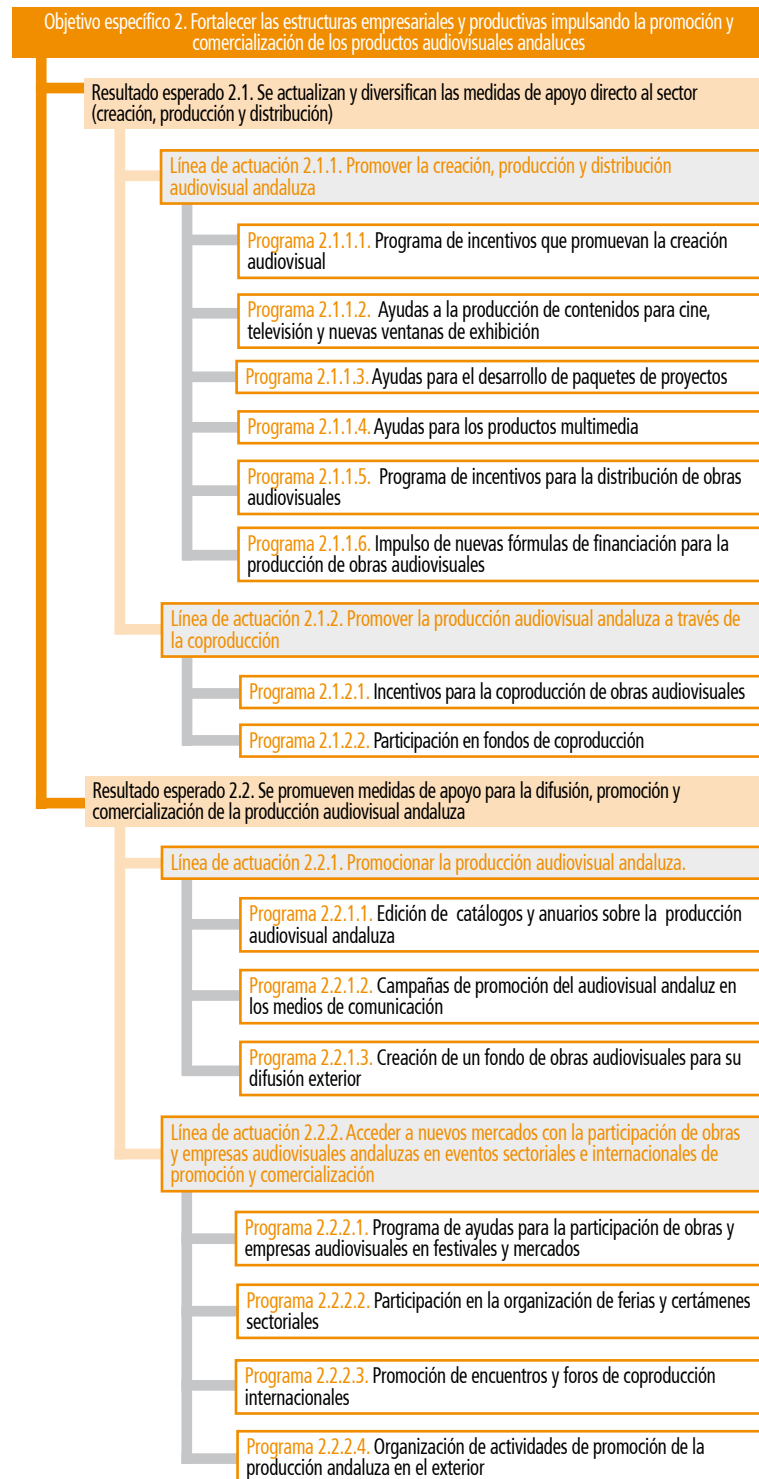 Objetivo específico 2. Fortalecer las estructuras empresariales y productivas impulsando la promoción y
comercialización de los productos audiovisuales andaluces
Resultado esperado 2.1. Se actualizan y diversifican las medidas de apoyo directo al sector
(creación, producción y distribución)
Línea de actuación 2.1.1. Promover la creación, producción y distribución
audiovisual andaluza
Programa 2.1.1.1. Programa de incentivos que promuevan la creación
audiovisual
Programa 2.1.1.2. Ayudas a la producción de contenidos para cine,
televisión y nuevas ventanas de exhibición
Programa 2.1.1.3. Ayudas para el desarrollo de paquetes de proyectos
Programa 2.1.1.4. Ayudas para los productos multimedia
Programa 2.1.1.5. Programa de incentivos para la distribución de obras
audiovisuales
Programa 2.1.1.6. Impulso de nuevas fórmulas de financiación para la
producción de obras audiovisuales
Línea de actuación 2.1.2. Promover la producción audiovisual andaluza a través de
la coproducción
Programa 2.1.2.1. Incentivos para la coproducción de obras audiovisuales
Programa 2.1.2.2. Participación en fondos de coproducción
Resultado esperado 2.2. Se promueven medidas de apoyo para la difusión, promoción y
comercialización de la producción audiovisual andaluza
Línea de actuación 2.2.1. Promocionar la producción audiovisual andaluza.
Programa 2.2.1.1. Edición de catálogos y anuarios sobre la producción
audiovisual andaluza
Programa 2.2.1.2. Campañas de promoción del audiovisual andaluz en
los medios de comunicación
Programa 2.2.1.3. Creación de un fondo de obras audiovisuales para su
difusión exterior
Línea de actuación 2.2.2. Acceder a nuevos mercados con la participación de obras
y empresas audiovisuales andaluzas en eventos sectoriales e internacionales de
promoción y comercialización
Programa 2.2.2.1. Programa de ayudas para la participación de obras y
empresas audiovisuales en festivales y mercados
Programa 2.2.2.2. Participación en la organización de ferias y certámenes
sectoriales
Programa 2.2.2.3. Promoción de encuentros y foros de coproducción
internacionales
Programa 2.2.2.4. Organización de actividades de promoción de la
producción andaluza en el exterior